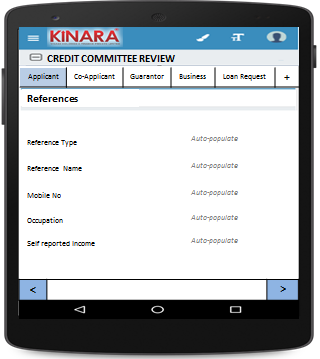 KINARA
CREDIT COMMITTEE REVIEW
Applicant Co-Applicant Guarantor Business Loan Request +
References
Reference Type Auto-populate
Reference Name Auto-populate
Mobile No Auto-populate
Occupation Auto-populate
Self reported Income Auto-populate
< >